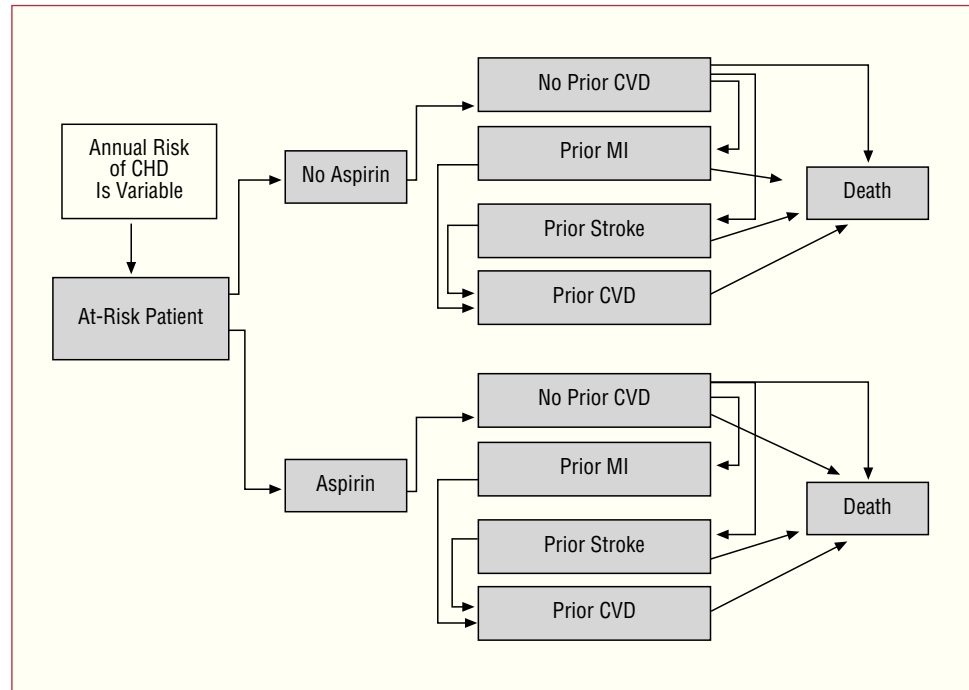 Annual Risk
of CHD
Is Variable
At-Risk Patient
No Aspirin
No Prior CVD
Prior MI
Prior Stroke
Prior CVD
Death
Aspirin
No Prior CVD
Prior MI
Prior Stroke
Prior CVD
Death